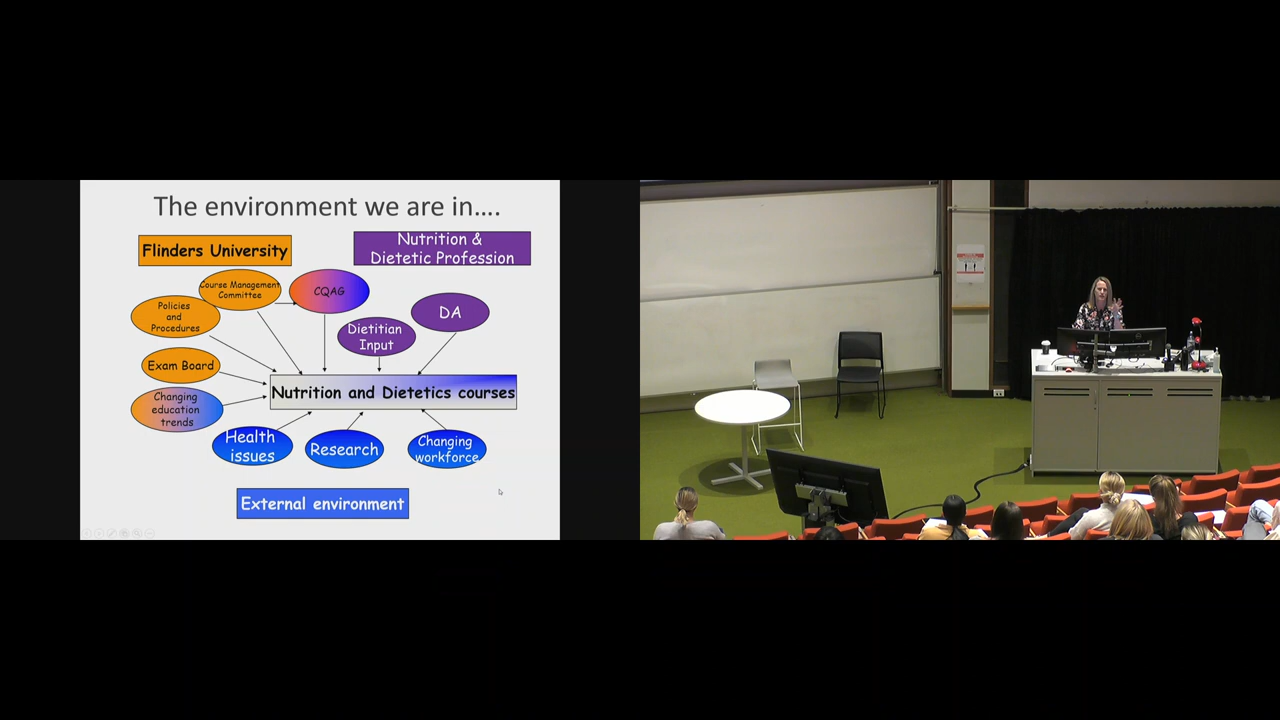 The environment we are in....
Flinders University
Nutrition &
Dietetic Profession
Course Management
Committee
CQAG
Policies
and
Procedures
DA
Dietitian
Input
Exam Board
Nutrition and Dietetics courses
Changing
education
trends
Health
issues
Research
Changing
workforce
External environment